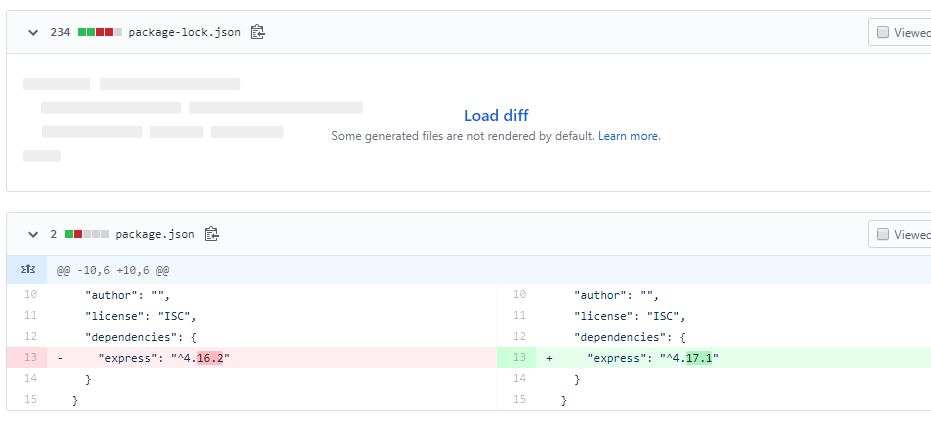 234 package-lock.json Viewed
Load diff
Some generated files are not rendered by default. Learn more.
2 package.json Viewed
@@ -10,6 +10,6 @@
10 "author": "", 10 "author": "",
11 "license": "ISC", 11 "license": "ISC",
12 "dependencies": { 12 "dependencies": {
13 - "express": "^4.16.2" 13 + "express": "^4.17.1"
14 } 14 }
15 } 15 }